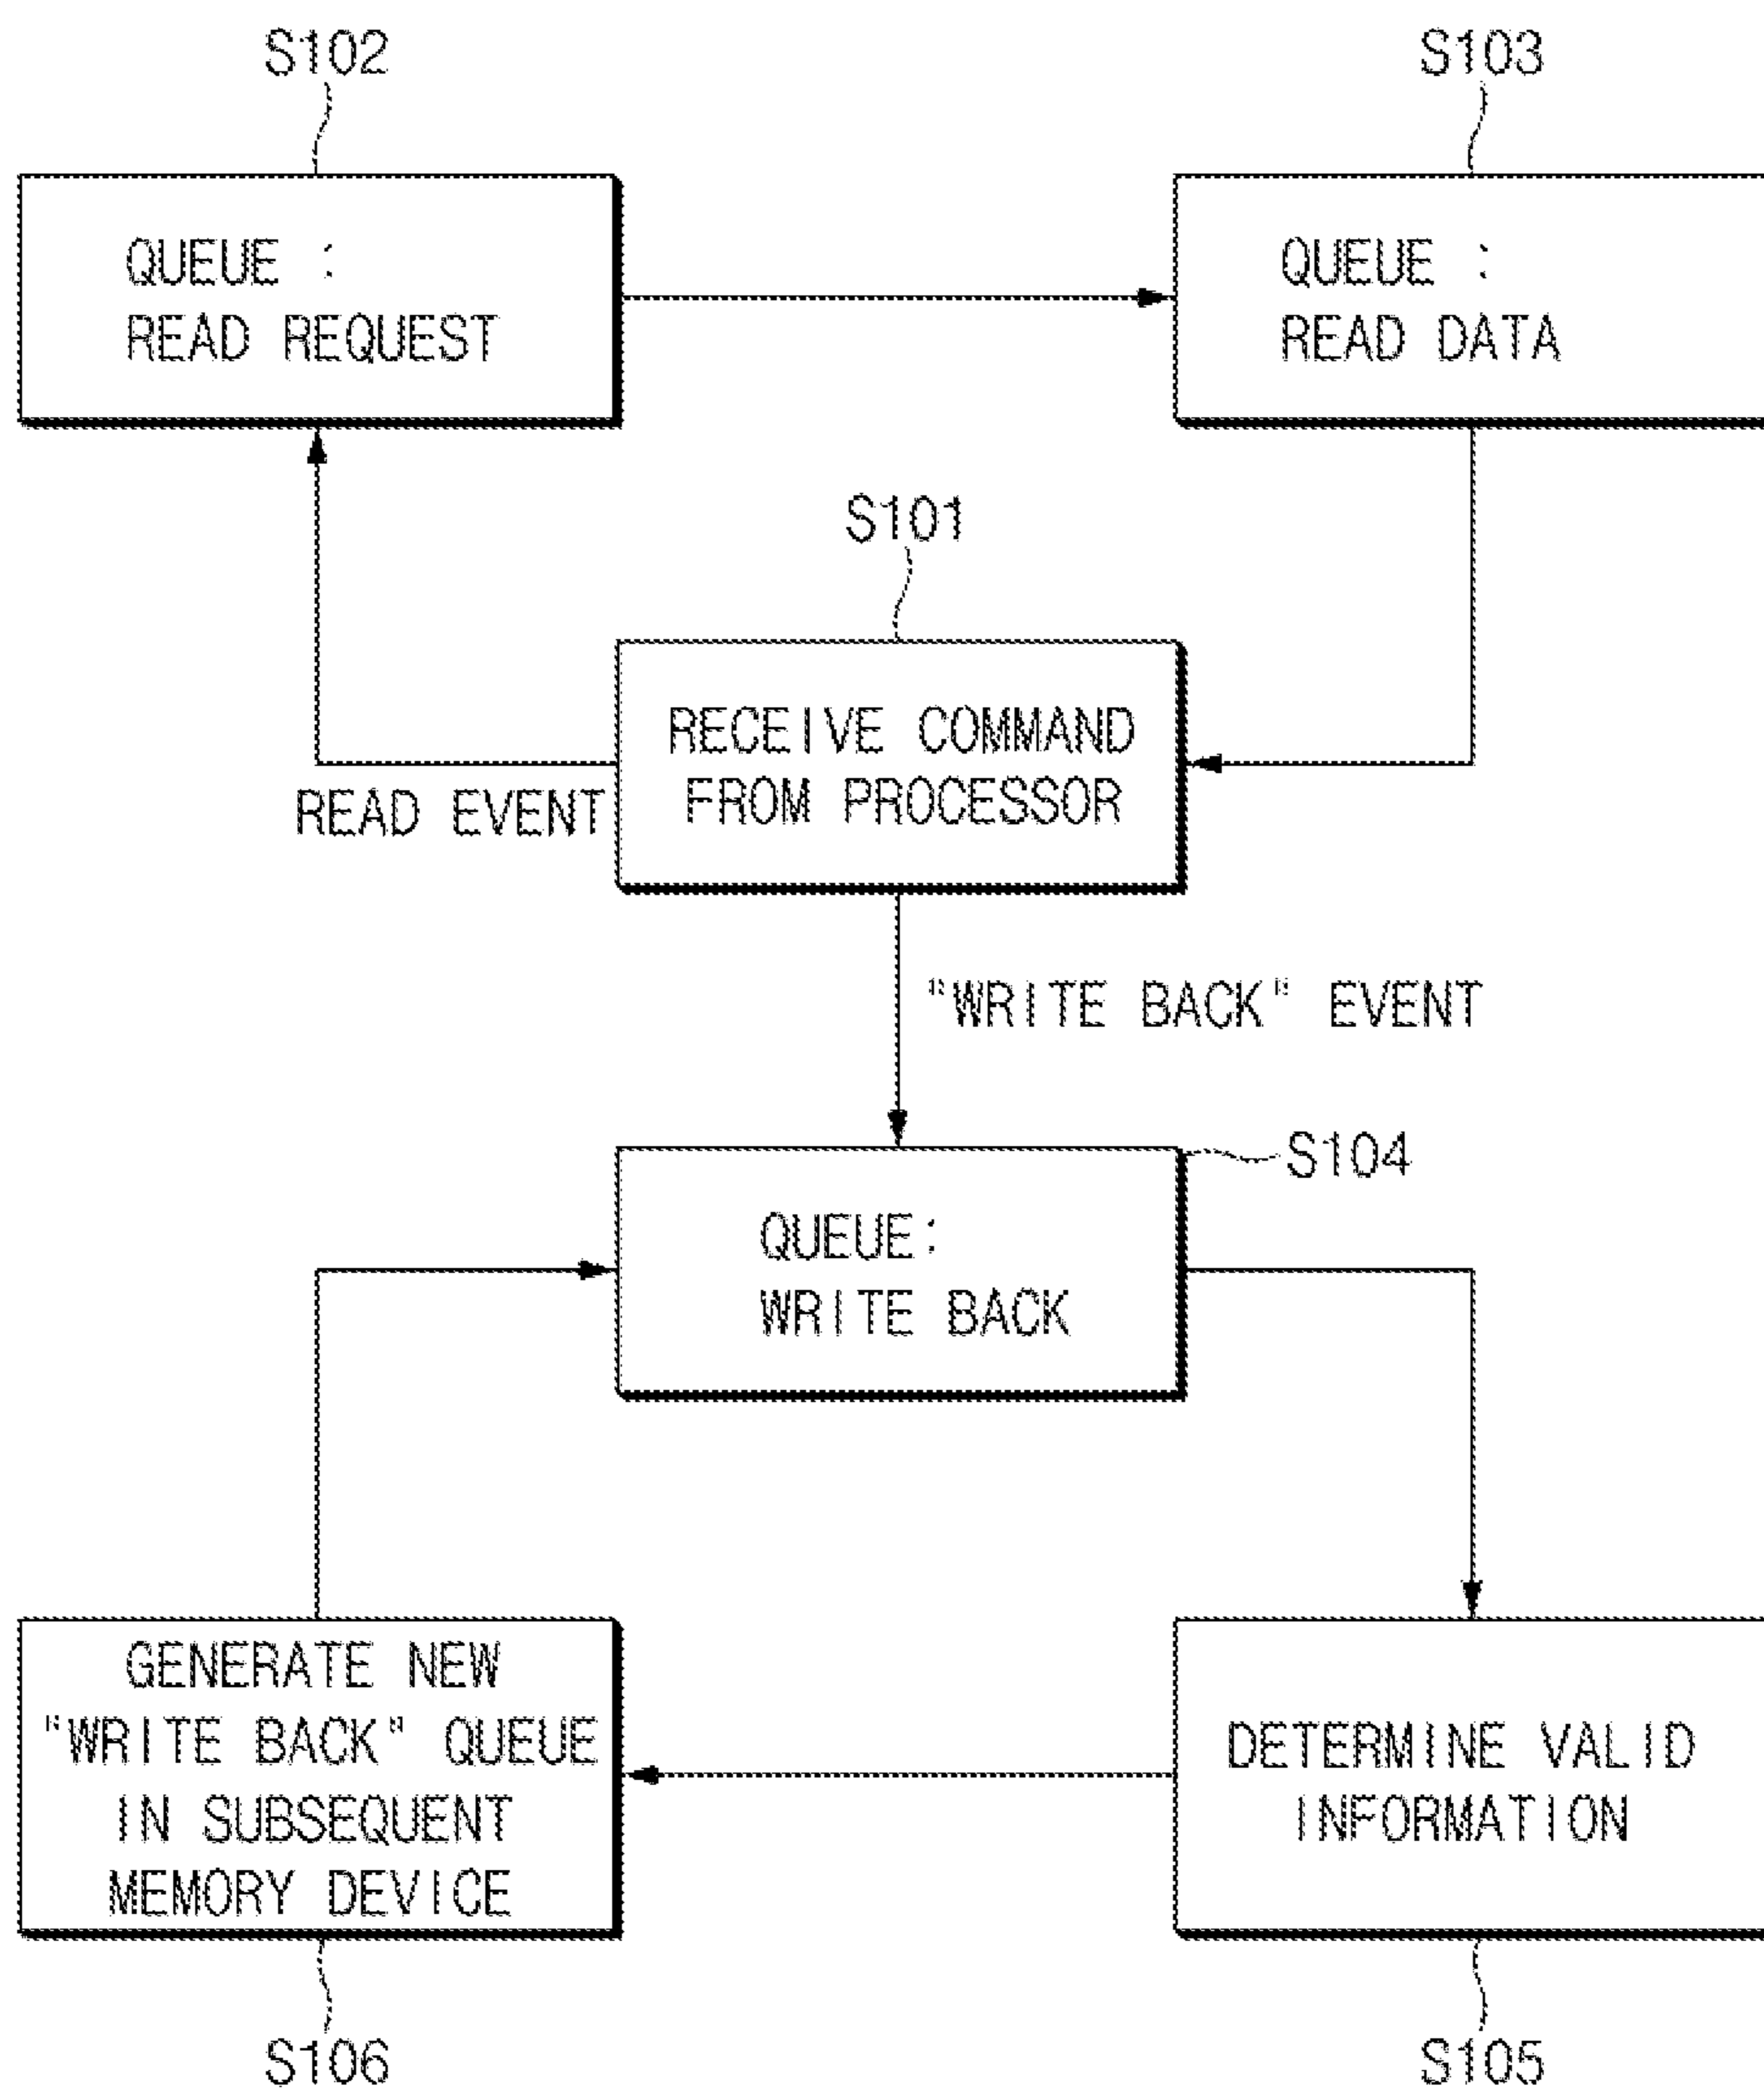 S102
S103
QUEUE :
READ REQUEST
QUEUE :
READ DATA
S101
RECEIVE COMMAND
FROM PROCESSOR
READ EVENT
"WRITE BACK" EVENT
S104
QUEUE:
WRITE BACK
GENERATE NEW
"WRITE BACK" QUEUE
IN SUBSEQUENT
MEMORY DEVICE
DETERMINE VALID
INFORMATION
S106
S105